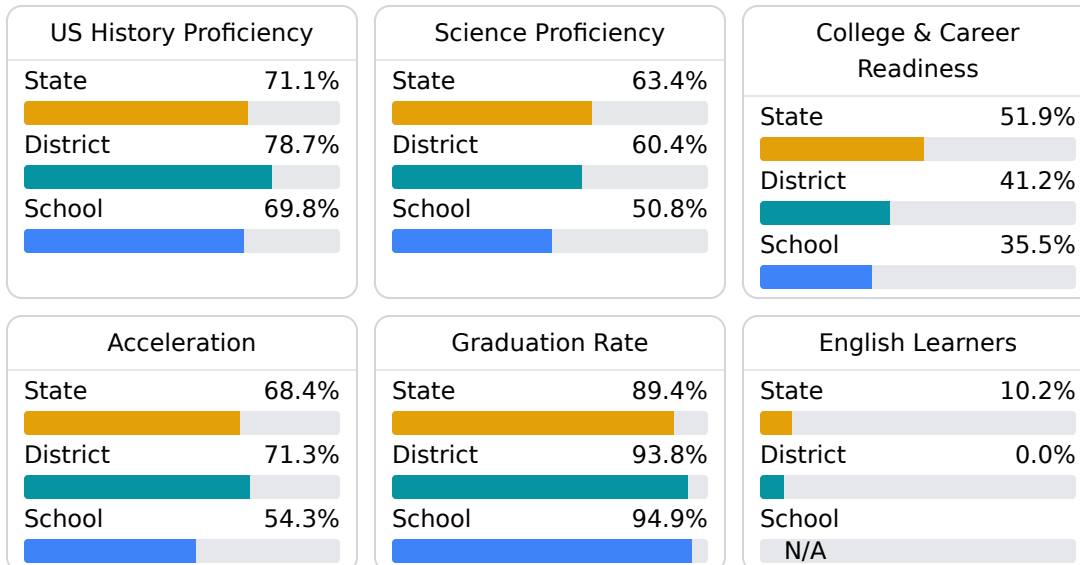 US History Proficiency
State 71.1%
District 78.7%
School 69.8%
Science Proficiency
State 63.4%
District 60.4%
School 50.8%
College & Career
Readiness
State 51.9%
District 41.2%
School 35.5%
Acceleration
State 68.4%
District 71.3%
School 54.3%
Graduation Rate
State 89.4%
District 93.8%
School 94.9%
English Learners
State 10.2%
District 0.0%
School
N/A